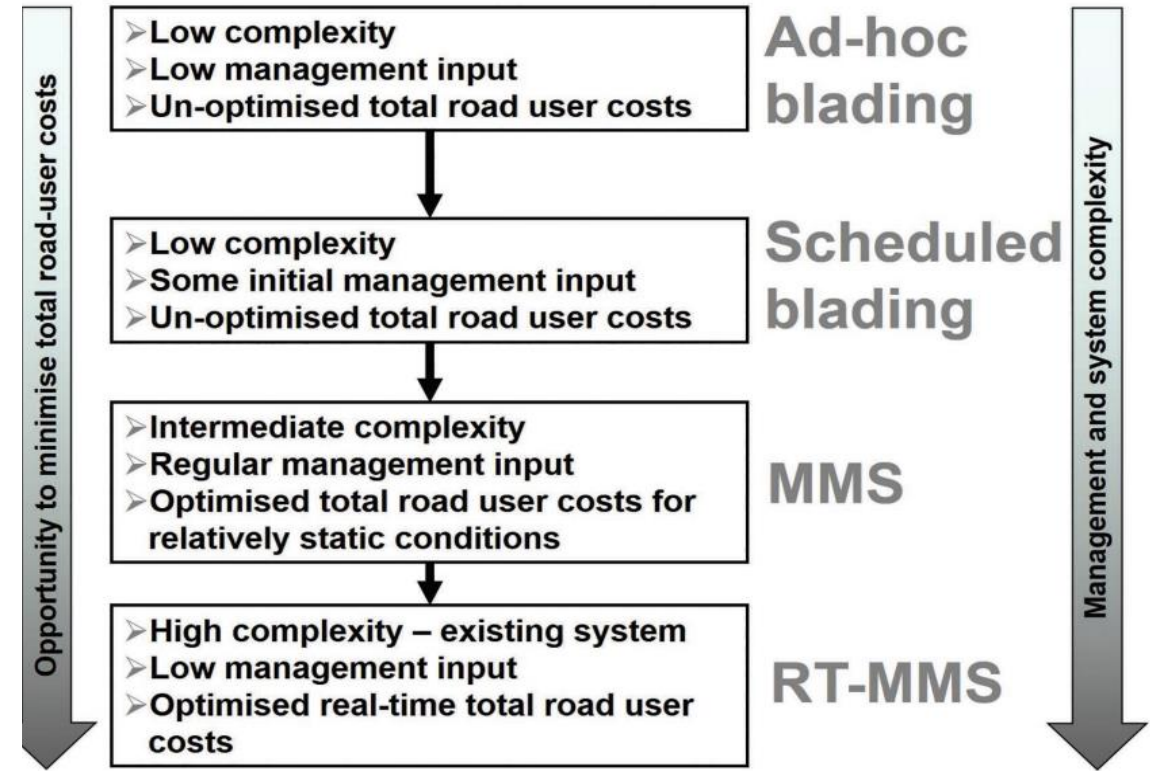 Opportunity to minimise total road-user costs
➢Low complexity
➢Low management input
➢Un-optimised total road user costs
Ad-hoc
blading
➢Low complexity
➢Some initial management input
➢Un-optimised total road user costs
Scheduled
blading
➢Intermediate complexity
➢Regular management input
➢Optimised total road user costs for
relatively static conditions
MMS
➢High complexity – existing system
➢Low management input
➢Optimised real-time total road user
costs
RT-MMS
Management and system complexity